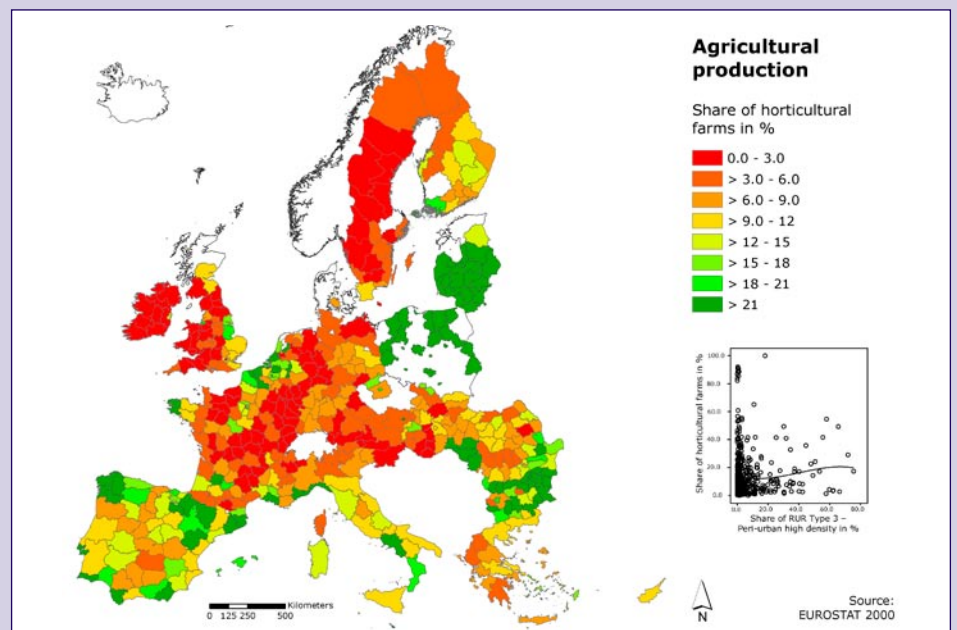 Agricultural
production
Share of horticultural
farms in %
0.0 - 3.0
> 3.0 - 6.0
> 6.0 - 9.0
> 9.0 - 12
> 12 - 15
> 15 - 18
> 18 - 21
> 21
Share of horticultural farms in %
100.0
80.0
60.0
40.0
20.0
0.0
20.0 40.0 60.0 80.0
Share of RUR Type 3 –
Peri-urban high density in %
Kilometers
0 125 250 500
N
Source:
EUROSTAT 2000